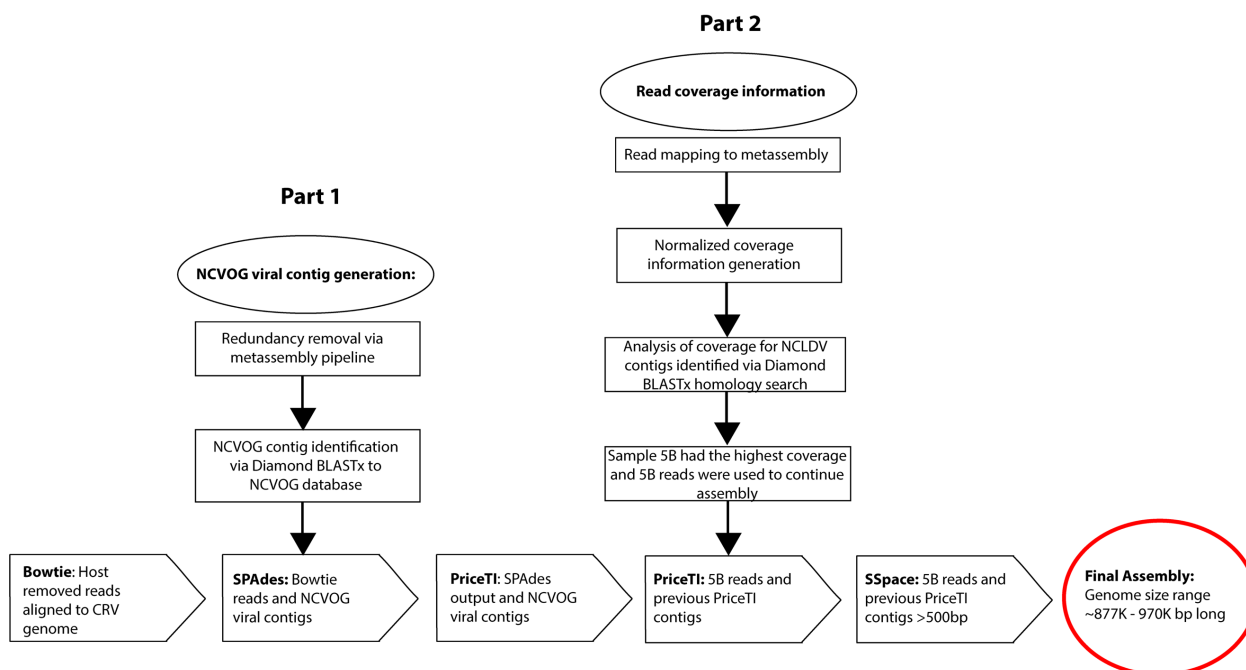 Part 2
Read coverage information
Read mapping to metassembly
Normalized coverage
information generation
Analysis of coverage for NCLDV
contigs identified via Diamond
BLASTx homology search
Sample 5B had the highest coverage
and 5B reads were used to continue
assembly
Part 1
NCVOG viral contig generation:
Redundancy removal via
metassembly pipeline
NCVOG contig identification
via Diamond BLASTx to
NCVOG database
Bowtie: Host
removed reads
aligned to CRV
genome
SPAdes: Bowtie
reads and NCVOG
viral contigs
PriceTI: SPAdes
output and NCVOG
viral contigs
PriceTI: 5B reads and
previous PriceTI
contigs
SSpace: 5B reads and
previous PriceTI
contigs >500bp
Final Assembly:
Genome size range
~877K - 970K bp long